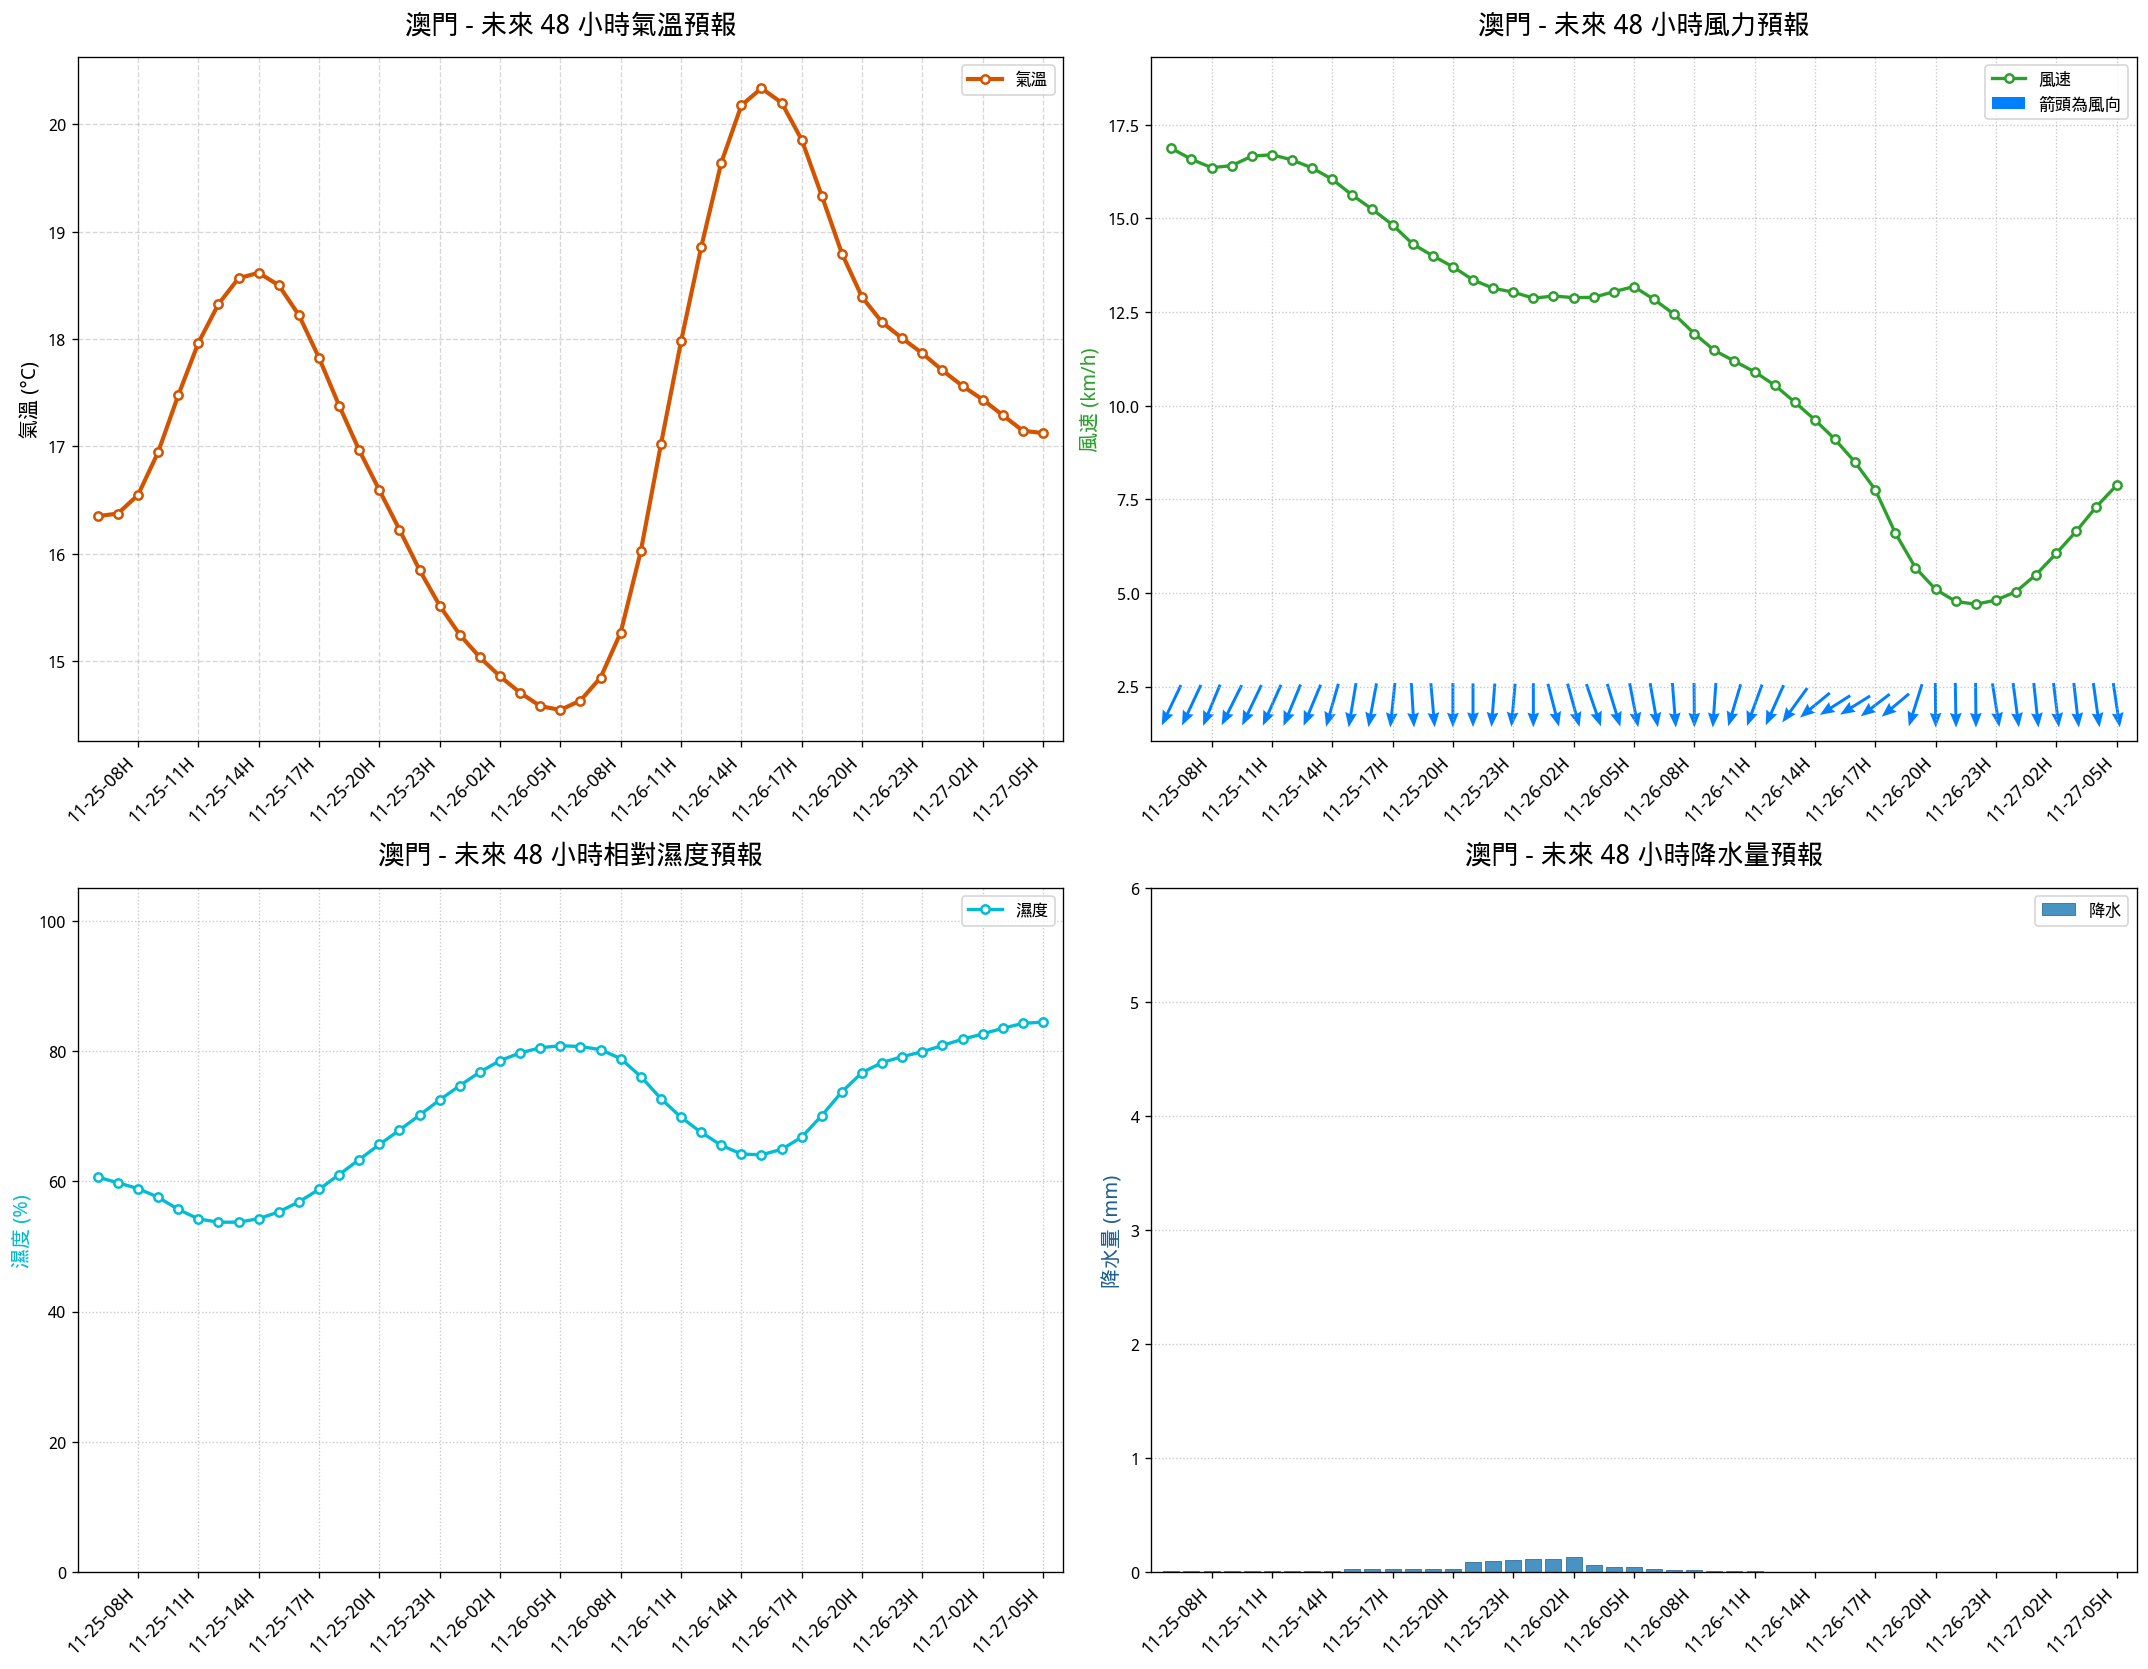 澳門 - 未來 48 小時氣溫預報
氣溫
氣溫 (°C)
20
19
18
17
16
15
11-25-08H
11-25-11H
11-25-14H
11-25-17H
11-25-20H
11-25-23H
11-26-02H
11-26-05H
11-26-08H
11-26-11H
11-26-14H
11-26-17H
11-26-20H
11-26-23H
11-27-02H
11-27-05H
澳門 - 未來 48 小時風力預報
風速
箭頭為風向
風速 (km/h)
17.5
15.0
12.5
10.0
7.5
5.0
2.5
11-25-08H
11-25-11H
11-25-14H
11-25-17H
11-25-20H
11-25-23H
11-26-02H
11-26-05H
11-26-08H
11-26-11H
11-26-14H
11-26-17H
11-26-20H
11-26-23H
11-27-02H
11-27-05H
澳門 - 未來 48 小時相對濕度預報
濕度
濕度 (%)
100
80
60
40
20
0
11-25-08H
11-25-11H
11-25-14H
11-25-17H
11-25-20H
11-25-23H
11-26-02H
11-26-05H
11-26-08H
11-26-11H
11-26-14H
11-26-17H
11-26-20H
11-26-23H
11-27-02H
11-27-05H
澳門 - 未來 48 小時降水量預報
降水
降水量 (mm)
6
5
4
3
2
1
0
11-25-08H
11-25-11H
11-25-14H
11-25-17H
11-25-20H
11-25-23H
11-26-02H
11-26-05H
11-26-08H
11-26-11H
11-26-14H
11-26-17H
11-26-20H
11-26-23H
11-27-02H
11-27-05H